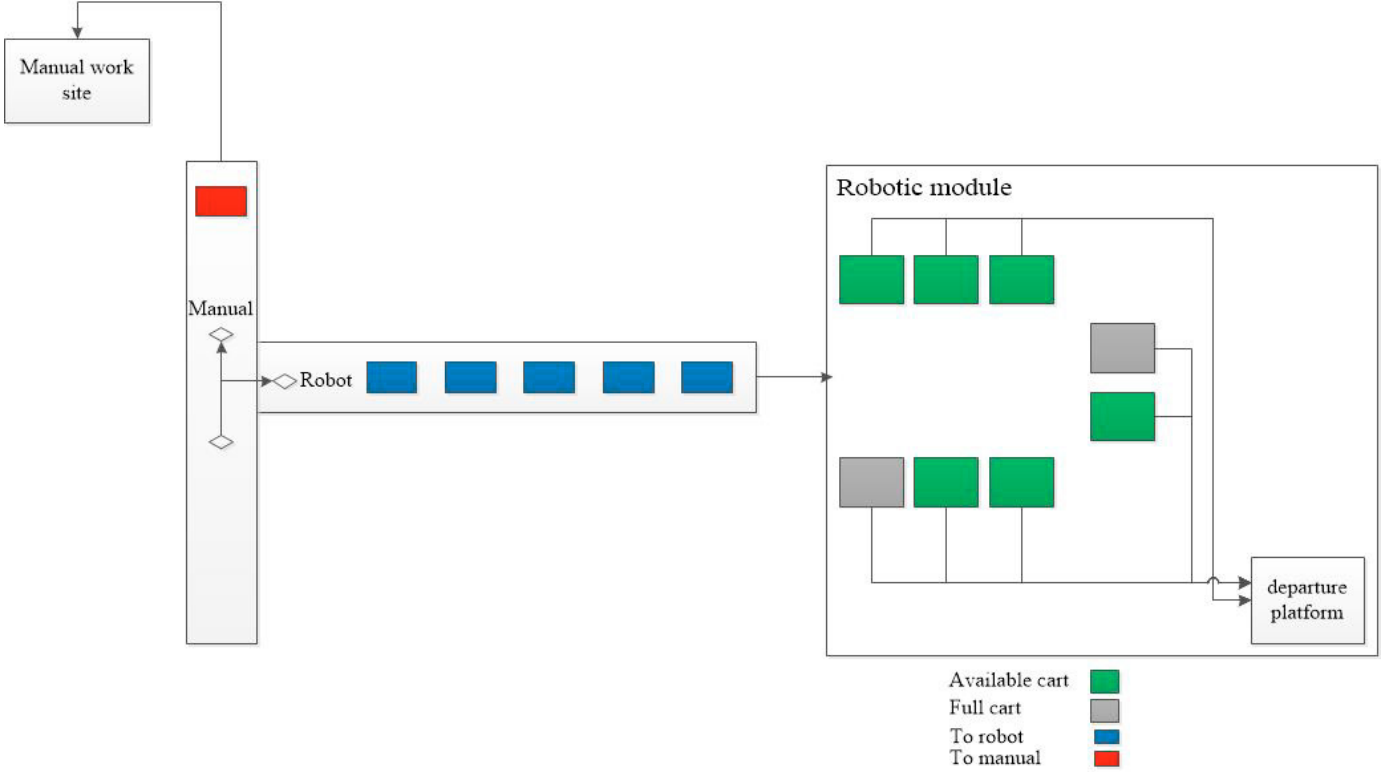 Manual work
site
Robotic module
Manual
Robot
departure
platform
Available cart
Full cart
To robot
To manual